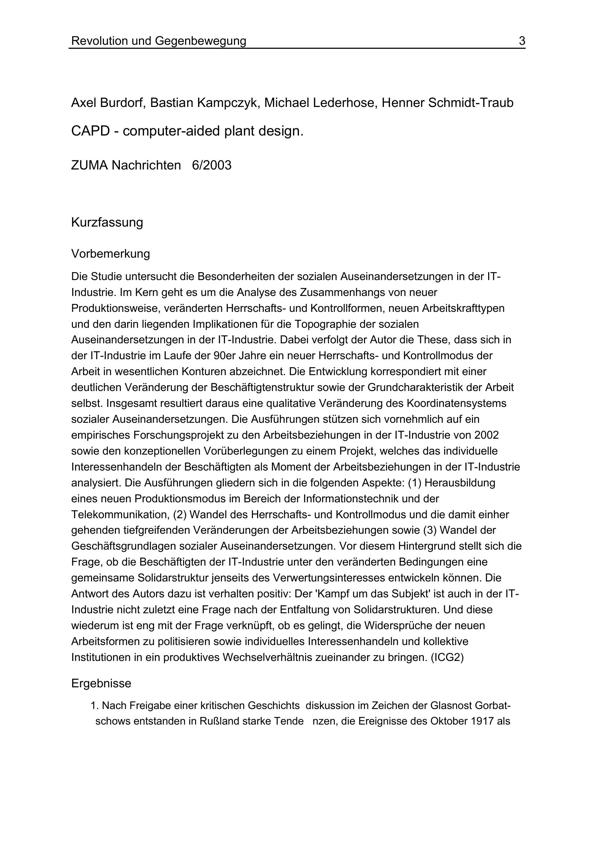 Revolution und Gegenbewegung 3
Axel Burdorf, Bastian Kampczyk, Michael Lederhose, Henner Schmidt-Traub
CAPD - computer-aided plant design.
ZUMA Nachrichten 6/2003
Kurzfassung
Vorbemerkung
Die Studie untersucht die Besonderheiten der sozialen Auseinandersetzungen in der IT-
Industrie. Im Kern geht es um die Analyse des Zusammenhangs von neuer
Produktionsweise, veränderten Herrschafts- und Kontrollformen, neuen Arbeitskrafttypen
und den darin liegenden Implikationen für die Topographie der sozialen
Auseinandersetzungen in der IT-Industrie. Dabei verfolgt der Autor die These, dass sich in
der IT-Industrie im Laufe der 90er Jahre ein neuer Herrschafts- und Kontrollmodus der
Arbeit in wesentlichen Konturen abzeichnet. Die Entwicklung korrespondiert mit einer
deutlichen Veränderung der Beschäftigtenstruktur sowie der Grundcharakteristik der Arbeit
selbst. Insgesamt resultiert daraus eine qualitative Veränderung des Koordinatensystems
sozialer Auseinandersetzungen. Die Ausführungen stützen sich vornehmlich auf ein
empirisches Forschungsprojekt zu den Arbeitsbeziehungen in der IT-Industrie von 2002
sowie den konzeptionellen Vorüberlegungen zu einem Projekt, welches das individuelle
Interessenhandeln der Beschäftigten als Moment der Arbeitsbeziehungen in der IT-Industrie
analysiert. Die Ausführungen gliedern sich in die folgenden Aspekte: (1) Herausbildung
eines neuen Produktionsmodus im Bereich der Informationstechnik und der
Telekommunikation, (2) Wandel des Herrschafts- und Kontrollmodus und die damit einher
gehenden tiefgreifenden Veränderungen der Arbeitsbeziehungen sowie (3) Wandel der
Geschäftsgrundlagen sozialer Auseinandersetzungen. Vor diesem Hintergrund stellt sich die
Frage, ob die Beschäftigten der IT-Industrie unter den veränderten Bedingungen eine
gemeinsame Solidarstruktur jenseits des Verwertungsinteresses entwickeln können. Die
Antwort des Autors dazu ist verhalten positiv: Der 'Kampf um das Subjekt' ist auch in der IT-
Industrie nicht zuletzt eine Frage nach der Entfaltung von Solidarstrukturen. Und diese
wiederum ist eng mit der Frage verknüpft, ob es gelingt, die Widersprüche der neuen
Arbeitsformen zu politisieren sowie individuelles Interessenhandeln und kollektive
Institutionen in ein produktives Wechselverhältnis zueinander zu bringen. (ICG2)
Ergebnisse
1. Nach Freigabe einer kritischen Geschichts diskussion im Zeichen der Glasnost Gorbat-
schows entstanden in Rußland starke Tende nzen, die Ereignisse des Oktober 1917 als